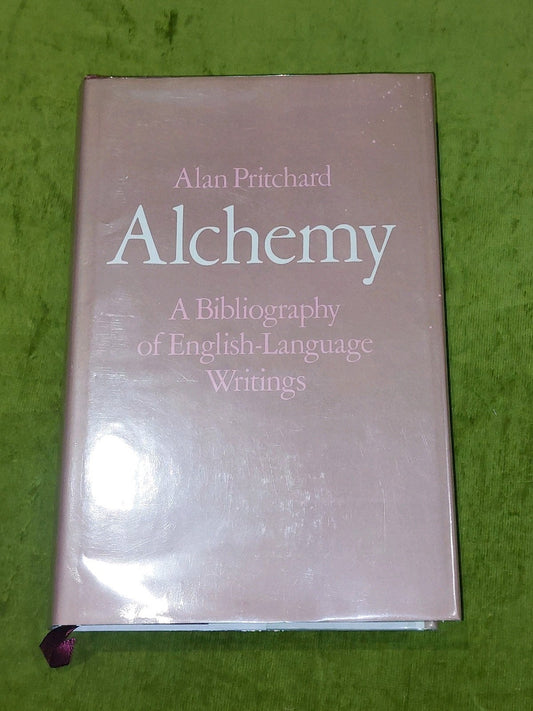 Alan Pritchard
Alchemy
A Bibliography
of English-Language
Writings